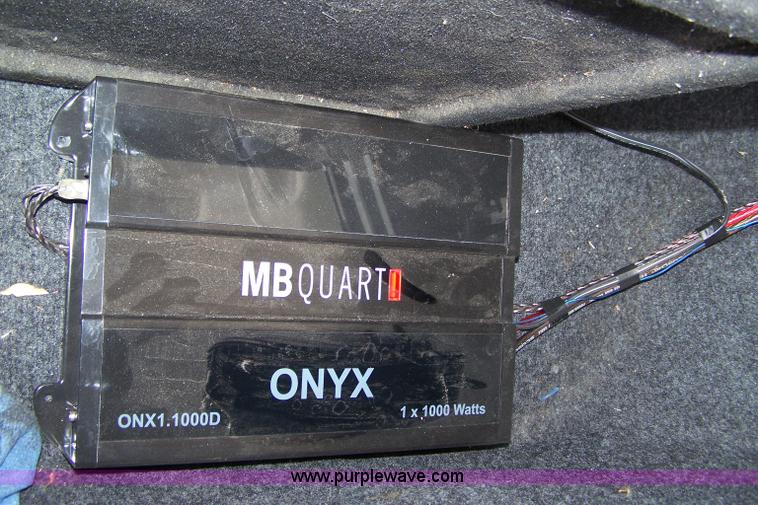 MBQUART
ONYX
ONX1.1000D
1 x 1000 Watts
www.purplewave.com